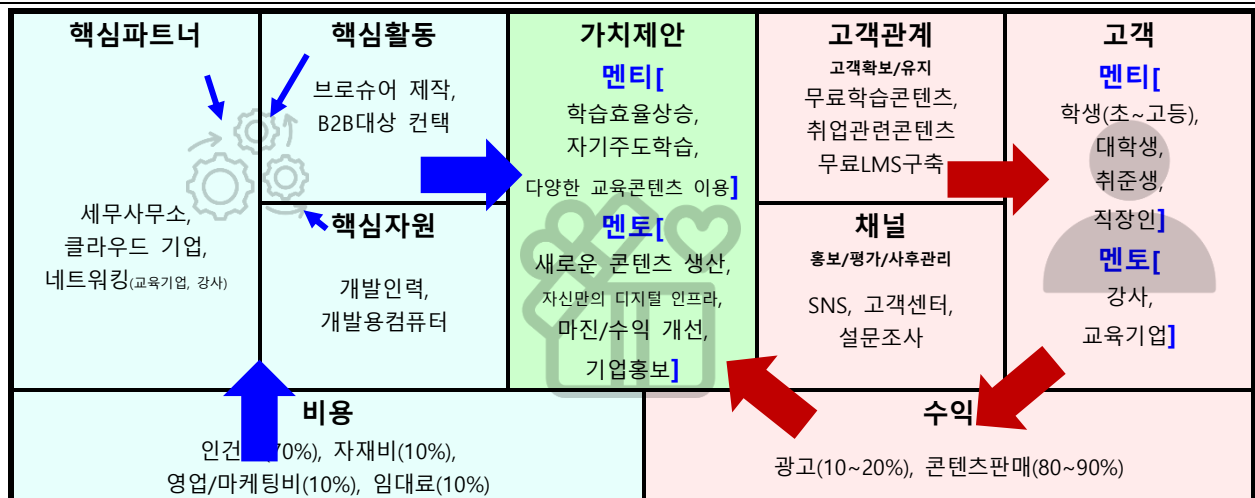 핵심파트너
세무사무소,
클라우드 기업,
네트워킹(교육기업, 강사)
핵심활동
브로슈어 제작,
B2B대상 컨택
핵심자원
개발인력,
개발용컴퓨터
가치제안
멘티[
학습효율상승,
자기주도학습,
다양한 교육콘텐츠 이용]
멘토[
새로운 콘텐츠 생산,
자신만의 디지털 인프라,
마진/수익 개선,
기업홍보]
고객관계
고객확보/유지
무료학습콘텐츠,
취업관련콘텐츠
무료LMS구축
채널
홍보/평가/사후관리
SNS, 고객센터,
설문조사
고객
멘티[
학생(초~고등),
대학생,
취준생,
직장인]
멘토[
강사,
교육기업]
비용
인건 70%), 자재비(10%),
영업/마케팅비(10%), 임대료(10%)
수익
광고(10~20%), 콘텐츠판매(80~90%)